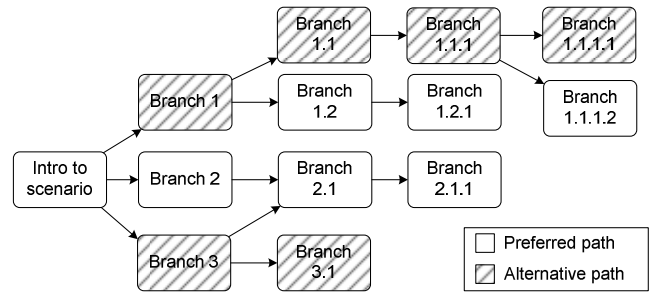 Branch
1.1
Branch
1.1.1
Branch
1.1.1.1
Branch 1
Branch
1.2
Branch
1.2.1
Branch
1.1.1.2
Intro to
scenario
Branch 2
Branch
2.1
Branch
2.1.1
Branch 3
Branch
3.1
Preferred path
Alternative path